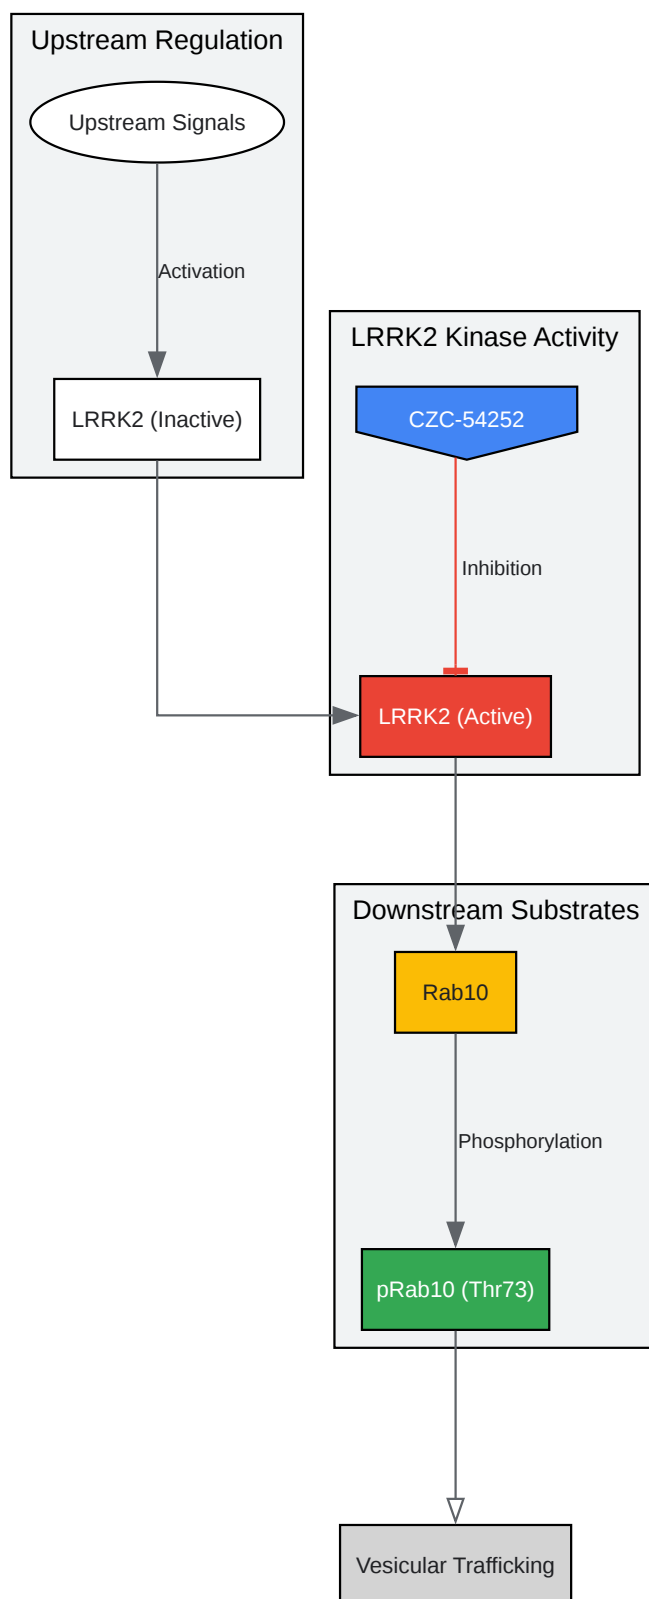 Upstream Regulation
Upstream Signals
Activation
LRRK2 (Inactive)
LRRK2 Kinase Activity
CZC-54252
Inhibition
LRRK2 (Active)
Downstream Substrates
Rab10
Phosphorylation
pRab10 (Thr73)
Vesicular Trafficking